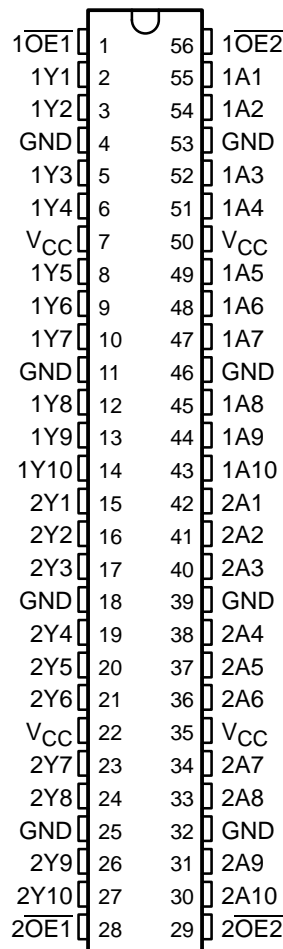 1OE1 1 56 1OE2
1Y1 2 55 1A1
1Y2 3 54 1A2
GND 4 53 GND
1Y3 5 52 1A3
1Y4 6 51 1A4
VCC 7 50 VCC
1Y5 8 49 1A5
1Y6 9 48 1A6
1Y7 10 47 1A7
GND 11 46 GND
1Y8 12 45 1A8
1Y9 13 44 1A9
1Y10 14 43 1A10
2Y1 15 42 2A1
2Y2 16 41 2A2
2Y3 17 40 2A3
GND 18 39 GND
2Y4 19 38 2A4
2Y5 20 37 2A5
2Y6 21 36 2A6
VCC 22 35 VCC
2Y7 23 34 2A7
2Y8 24 33 2A8
GND 25 32 GND
2Y9 26 31 2A9
2Y10 27 30 2A10
2OE1 28 29 2OE2